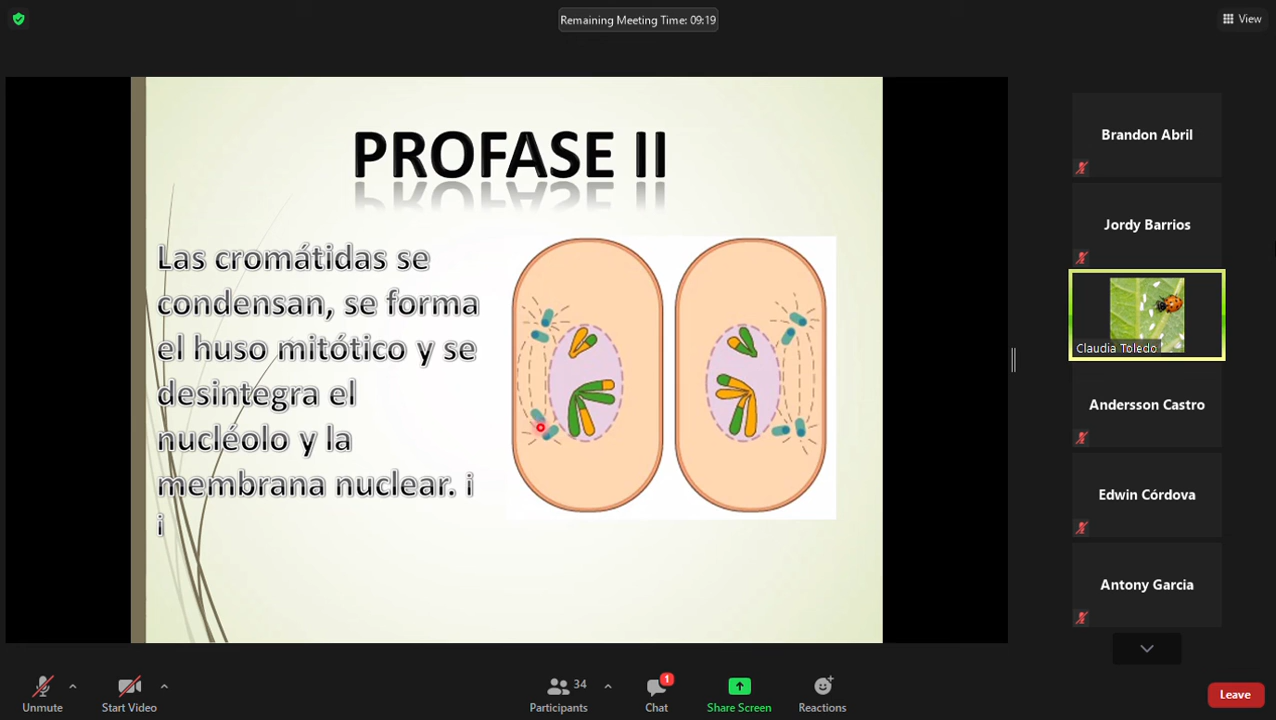 Remaining Meeting Time: 09:19
View
PROFASE II
Las cromátidas se
condensan, se forma
el huso mitótico y se
desintegra el
nucléolo y la
membrana nuclear. i
i
Brandon Abril
Jordy Barrios
Claudia Toledo
Andersson Castro
Edwin Córdova
Antony Garcia
Unmute
Start Video
34
Participants
1
Chat
Share Screen
Reactions
Leave